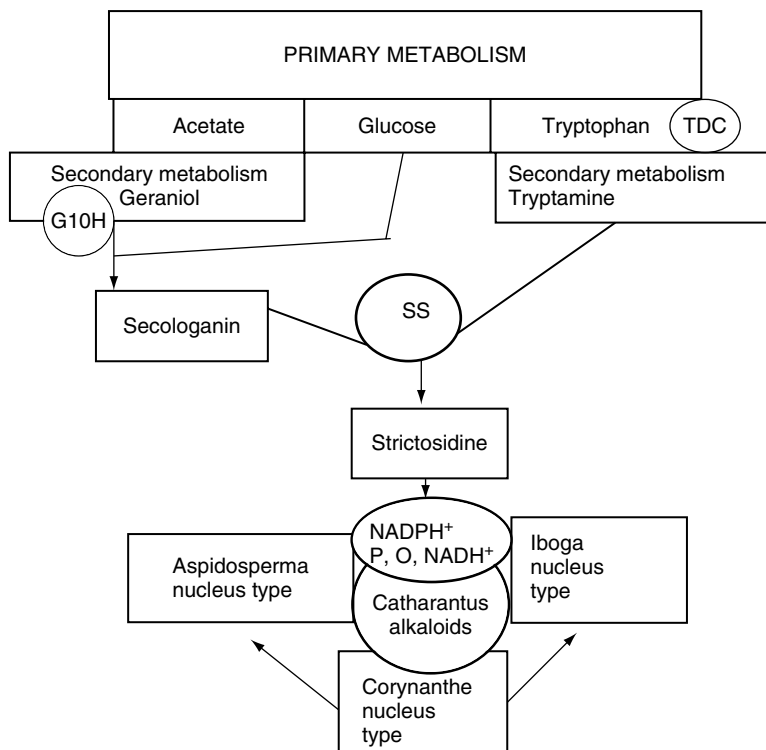 PRIMARY METABOLISM
Acetate
Glucose
Tryptophan
TDC
Secondary metabolism
Geraniol
G10H
Secondary metabolism
Tryptamine
Secologanin
SS
Strictosidine
NADPH⁺
P, O, NADH⁺
Aspidosperma
nucleus type
Iboga
nucleus
type
Catharantus
alkaloids
Corynanthe
nucleus
type